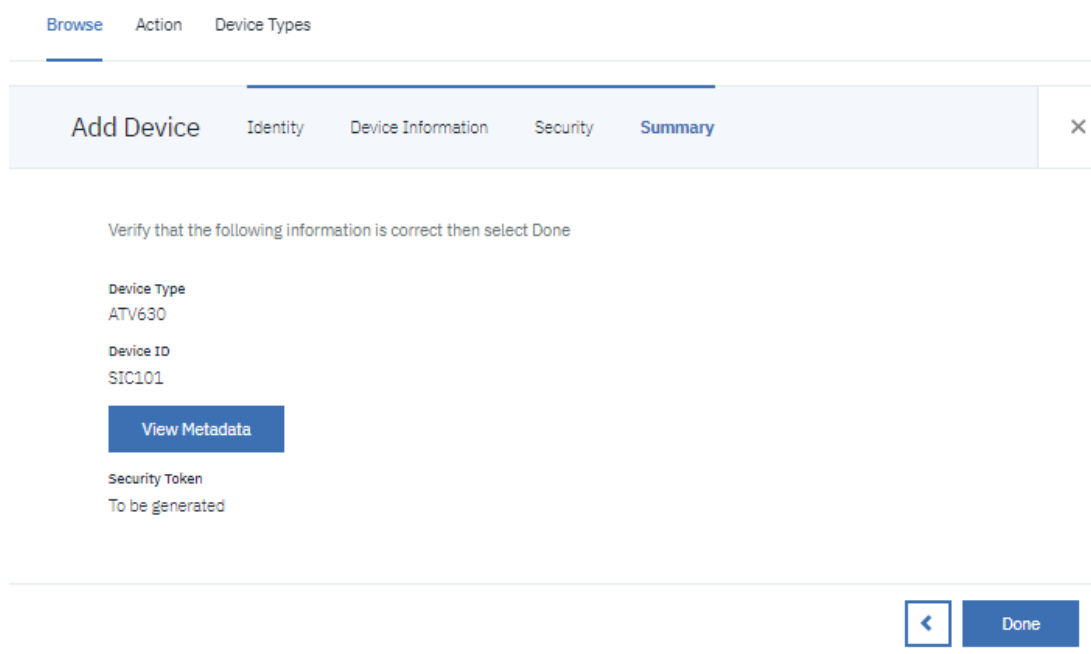 Browse Action Device Types
Add Device Identity Device Information Security Summary
Verify that the following information is correct then select Done
Device Type
ATV630
Device ID
SIC101
View Metadata
Security Token
To be generated
Done